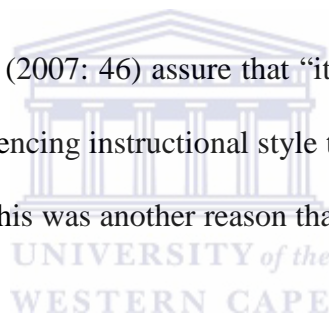 (2007: 46) assure that “it
encing instructional style t
his was another reason tha
UNIVERSITY of the
WESTERN CAPE